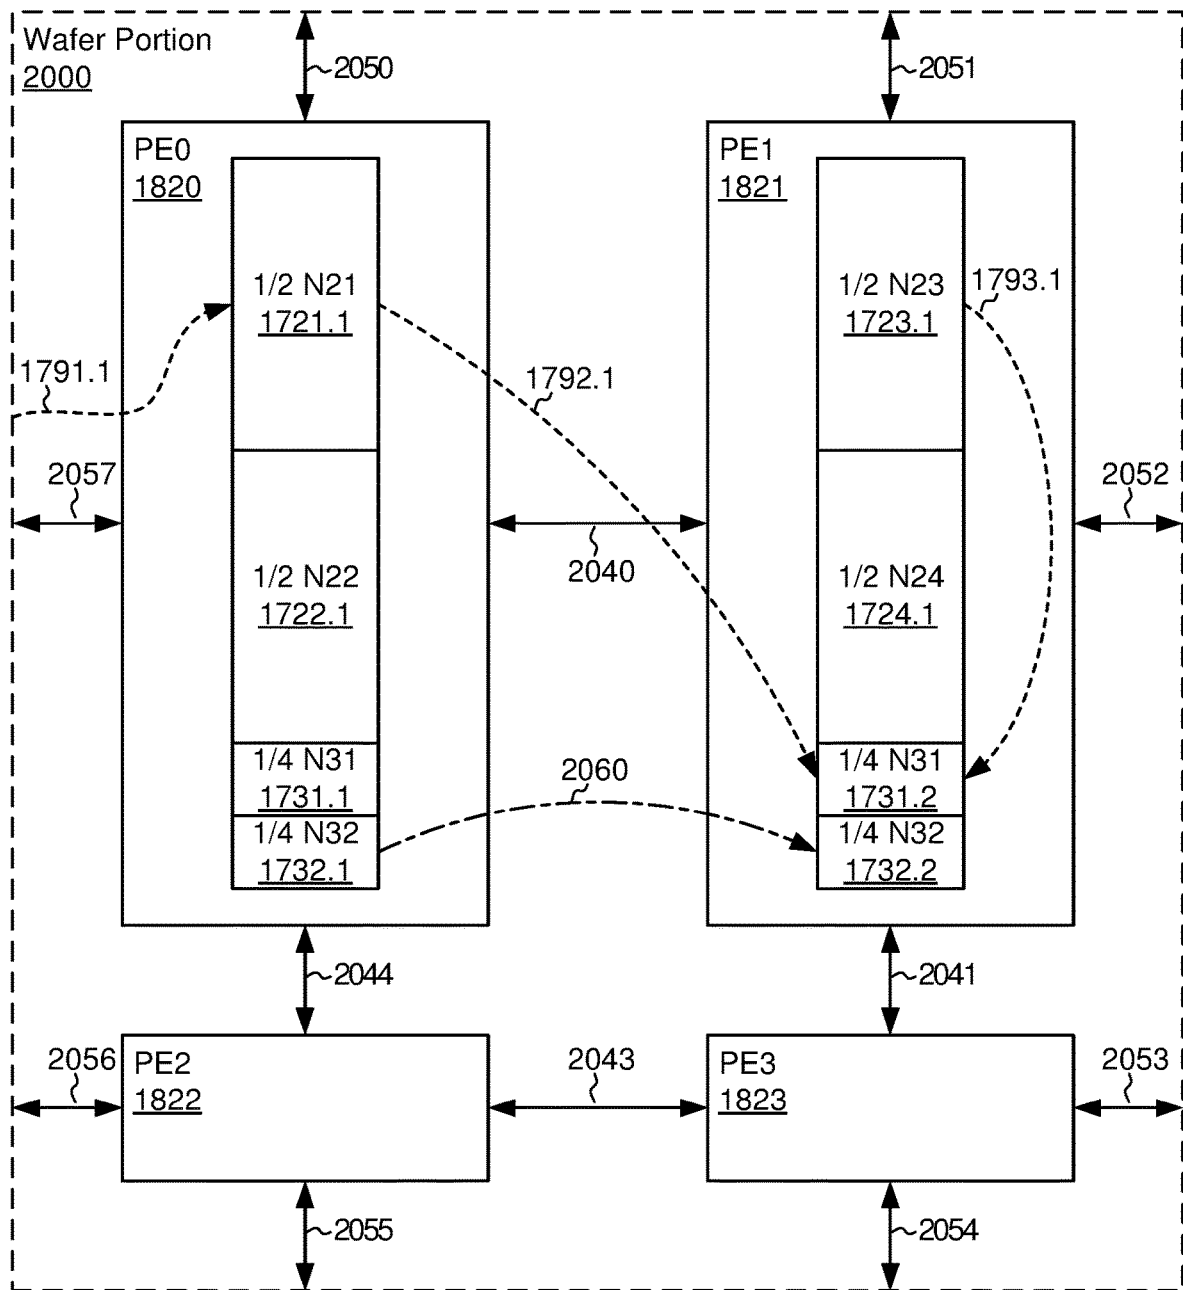 Wafer Portion
2000
2050
2051
PE0
1820
PE1
1821
1/2 N21
1721.1
1/2 N23
1723.1
1793.1
1791.1
1792.1
2057
2052
2040
1/2 N22
1722.1
1/2 N24
1724.1
1/4 N31
1731.1
2060
1/4 N31
1731.2
1/4 N32
1732.1
1/4 N32
1732.2
2044
2041
2056
PE2
1822
2043
PE3
1823
2053
2055
2054